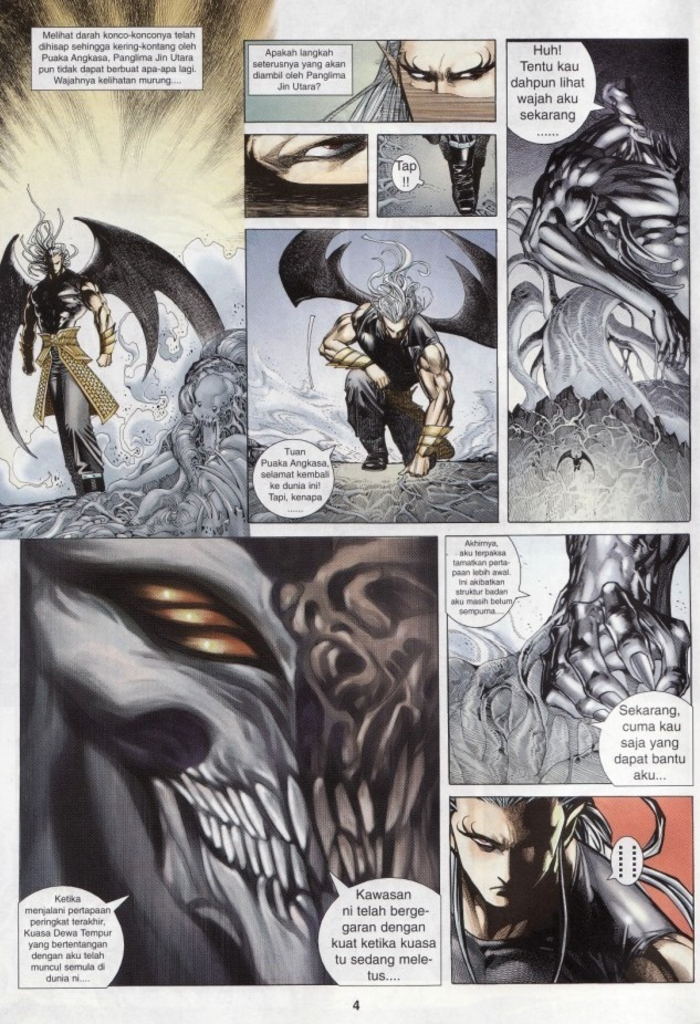 Melihat darah konco-konconya telah
dihisap sehingga kering-kontang oleh
Puaka Angkasa, Panglima Jin Utara
pun tidak dapat berbuat apa-apa lagi.
Wajahnya kelihatan murung....
Apakah langkah
seterusnya yang akan
diambil oleh Panglima
Jin Utara?
Tap
!!
Tuan
Puaka Angkasa,
selamat kembali
ke dunia ini!
Tapi, kenapa
......
Huh!
Tentu kau
dahpun lihat
wajah aku
sekarang
......
Ketika
menjalani pertapaan
peringkat terakhir,
Kuasa Dewa Tempur
yang bertentangan
dengan aku telah
muncul semula di
dunia ni....
Kawasan
ni telah berge-
garan dengan
kuat ketika kuasa
tu sedang mele-
tus....
Akhirnya,
aku terpaksa
tamatkan perta-
paan lebih awal.
Ini akibatkan
struktur badan
aku masih belum
sempurna....
Sekarang,
cuma kau
saja yang
dapat bantu
aku...
4